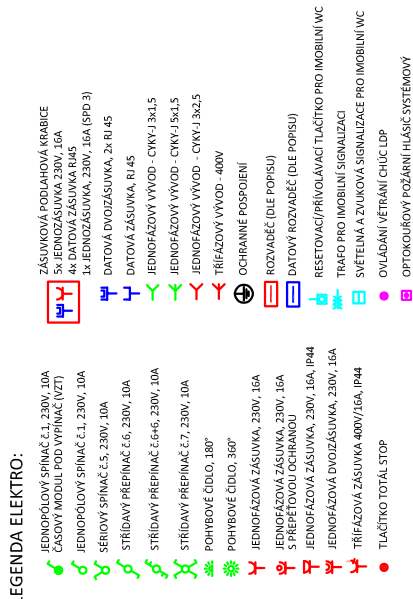 LEGENDA ELEKTRO:
JEDNOPÓLOVÝ SPÍNAČ č.1, 230V, 10A
ČASOVÝ MODUL POD VYPÍNAČ (VZT)
JEDNOPÓLOVÝ SPÍNAČ č.1, 230V, 10A
SÉRIOVÝ SPÍNAČ č.5, 230V, 10A
STŘÍDAVÝ PŘEPÍNAČ č.6, 230V, 10A
STŘÍDAVÝ PŘEPÍNAČ č.6+6, 230V, 10A
STŘÍDAVÝ PŘEPÍNAČ č.7, 230V, 10A
POHYBOVÉ ČIDLO, 180°
POHYBOVÉ ČIDLO, 360°
JEDNOFÁZOVÁ ZÁSUVKA, 230V, 16A
JEDNOFÁZOVÁ ZÁSUVKA, 230V, 16A
S PŘEPĚŤOVOU OCHRANOU
JEDNOFÁZOVÁ ZÁSUVKA, 230V, 16A, IP44
JEDNOFÁZOVÁ DVOJZÁSUVKA, 230V, 16A
TŘÍFÁZOVÁ ZÁSUVKA 400V/16A, IP44
TLAČÍTKO TOTÁL STOP
ZÁSUVKOVÁ PODLAHOVÁ KRABICE
5x JEDNOZÁSUVKA 230V, 16A
4x DATOVÁ ZÁSUVKA RJ45
1x JEDNOZÁSUVKA, 230V, 16A (SPD 3)
DATOVÁ DVOJZÁSUVKA, 2x RJ 45
DATOVÁ ZÁSUVKA, RJ 45
JEDNOFÁZOVÝ VÝVOD - CYKY-J 3x1,5
JEDNOFÁZOVÝ VÝVOD - CYKY-J 5x1,5
JEDNOFÁZOVÝ VÝVOD - CYKY-J 3x2,5
TŘÍFÁZOVÝ VÝVOD - 400V
OCHRANNÉ POSPOJENÍ
ROZVADĚČ (DLE POPISU)
DATOVÝ ROZVADĚČ (DLE POPISU)
RESETOVACÍ/PŘIVOLÁVACÍ TLAČÍTKO PRO IMOBILNÍ WC
TRAFO PRO IMOBILNÍ SIGNALIZACI
SVĚTELNÁ A ZVUKOVÁ SIGNALIZACE PRO IMOBILNÍ WC
OVLÁDÁNÍ VĚTRÁNÍ CHÚC LDP
OPTOKOUŘOVÝ POŽÁRNÍ HLÁSIČ SYSTÉMOVÝ